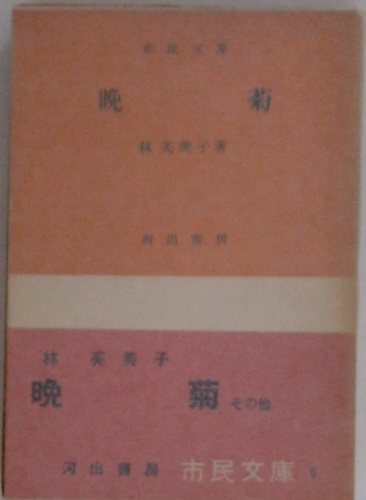 市民文庫
晩 菊
林芙美子著
河出書房
林 芙美子
晩 菊 その他
河出書房 市民文庫 6